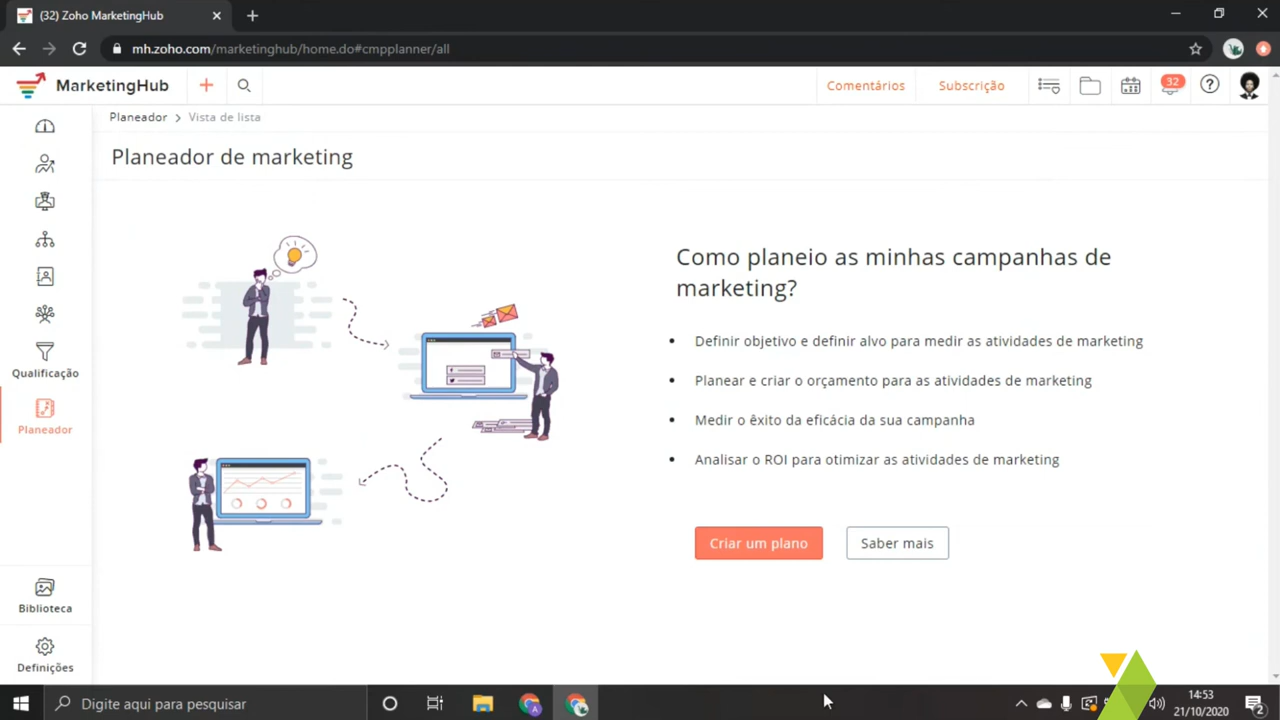 (32) Zoho MarketingHub
mh.zoho.com/marketinghub/home.do#cmpplanner/all
MarketingHub
Comentários
Subscrição
32
Planeador > Vista de lista
Planeador de marketing
Qualificação
Planeador
Biblioteca
Definições
Como planeio as minhas campanhas de
marketing?
• Definir objetivo e definir alvo para medir as atividades de marketing
• Planear e criar o orçamento para as atividades de marketing
• Medir o êxito da eficácia da sua campanha
• Analisar o ROI para otimizar as atividades de marketing
Criar um plano
Saber mais
Digite aqui para pesquisar
14:53
21/10/2020
2